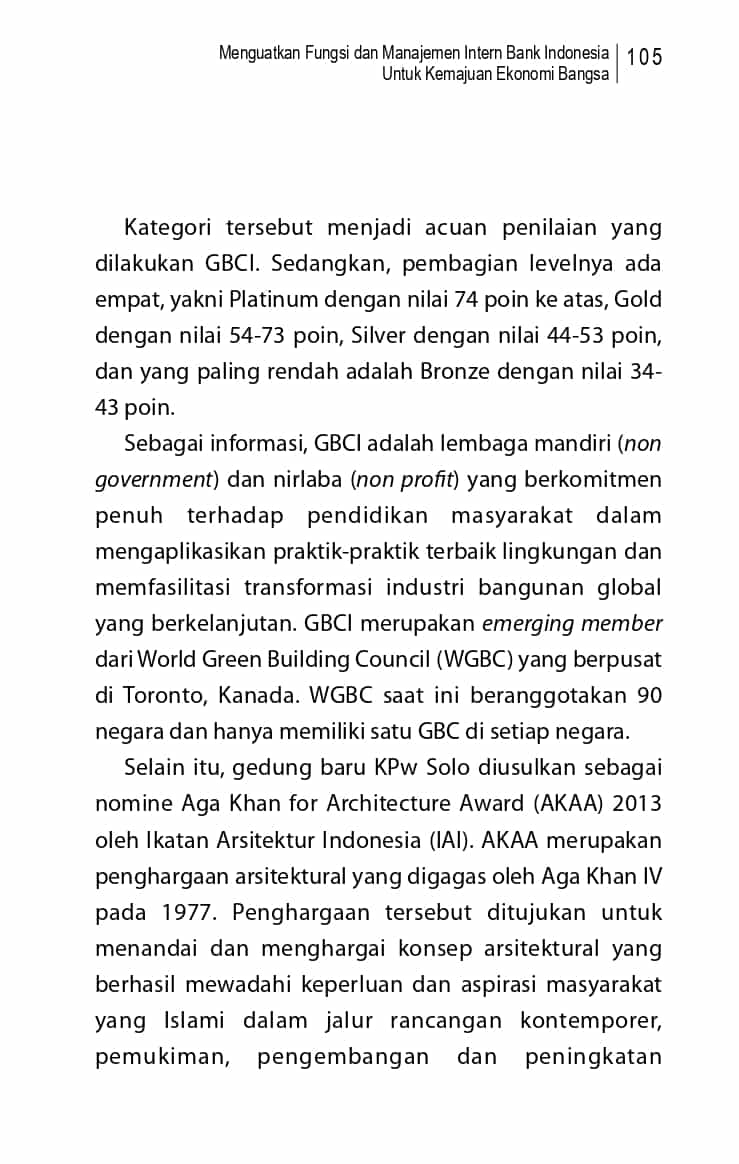 Menguatkan Fungsi dan Manajemen Intern Bank Indonesia
Untuk Kemajuan Ekonomi Bangsa
105
Kategori tersebut menjadi acuan penilaian yang
dilakukan GBCI. Sedangkan, pembagian levelnya ada
empat, yakni Platinum dengan nilai 74 poin ke atas, Gold
dengan nilai 54-73 poin, Silver dengan nilai 44-53 poin,
dan yang paling rendah adalah Bronze dengan nilai 34-
43 poin.
Sebagai informasi, GBCI adalah lembaga mandiri (non
government) dan nirlaba (non profit) yang berkomitmen
penuh terhadap pendidikan masyarakat dalam
mengaplikasikan praktik-praktik terbaik lingkungan dan
memfasilitasi transformasi industri bangunan global
yang berkelanjutan. GBCI merupakan emerging member
dari World Green Building Council (WGBC) yang berpusat
di Toronto, Kanada. WGBC saat ini beranggotakan 90
negara dan hanya memiliki satu GBC di setiap negara.
Selain itu, gedung baru KPw Solo diusulkan sebagai
nomine Aga Khan for Architecture Award (AKAA) 2013
oleh Ikatan Arsitektur Indonesia (IAI). AKAA merupakan
penghargaan arsitektural yang digagas oleh Aga Khan IV
pada 1977. Penghargaan tersebut ditujukan untuk
menandai dan menghargai konsep arsitektural yang
berhasil mewadahi keperluan dan aspirasi masyarakat
yang Islami dalam jalur rancangan kontemporer,
pemukiman, pengembangan dan peningkatan